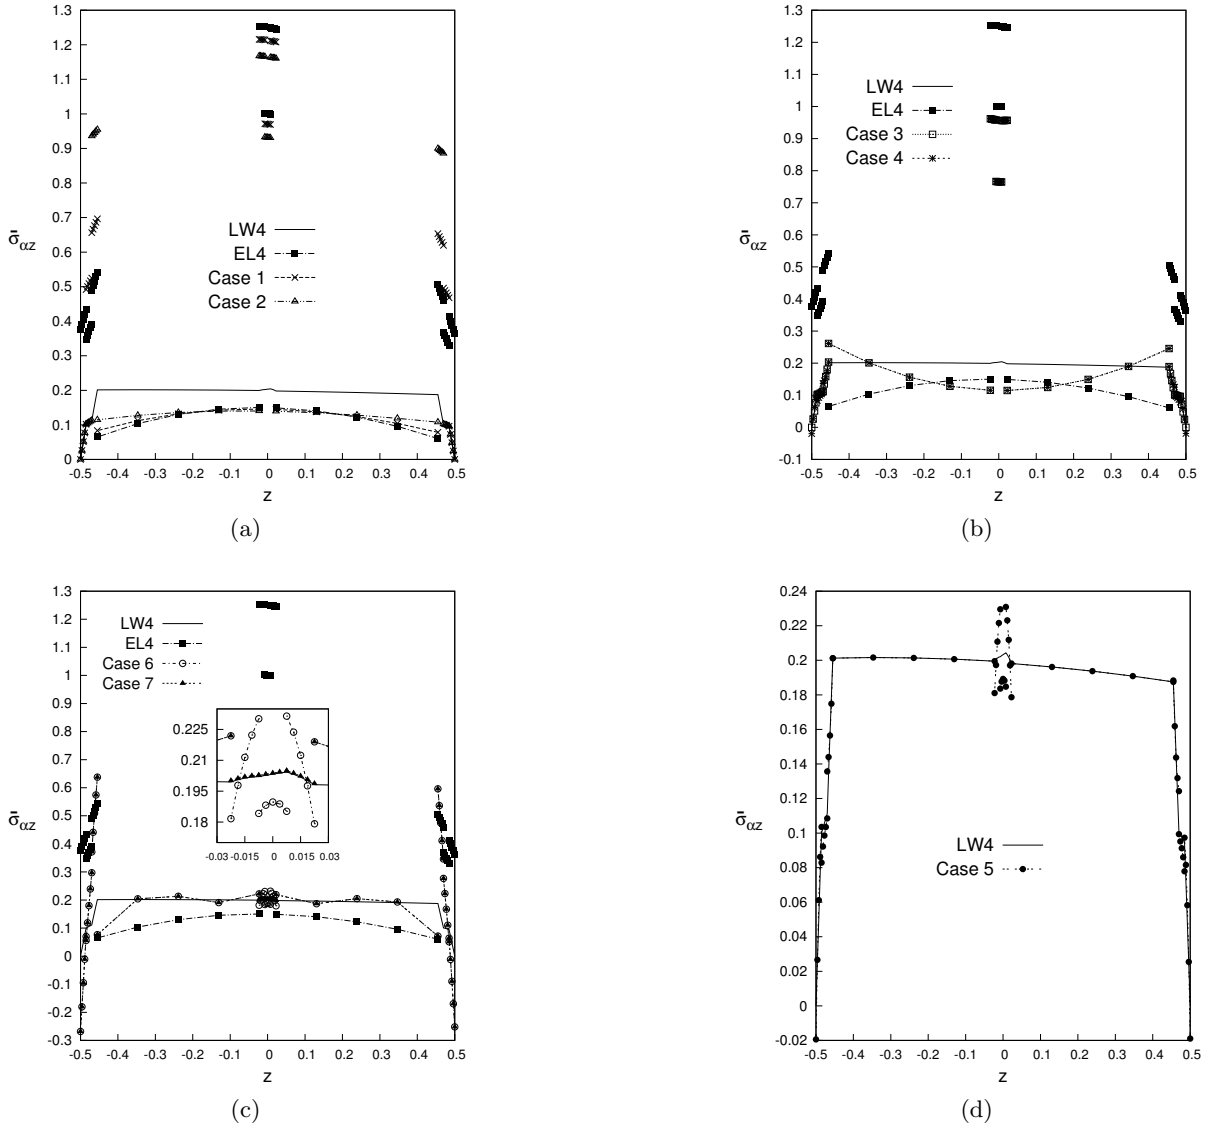 1.3
1.2
1.1
1
0.9
0.8
0.7
0.6
0.5
0.4
0.3
0.2
0.1
0
σ̄αz
LW4
EL4
Case 1
Case 2
-0.5 -0.4 -0.3 -0.2 -0.1 0 0.1 0.2 0.3 0.4 0.5
z
(a)
1.3
1.2
1.1
1
0.9
0.8
0.7
0.6
0.5
0.4
0.3
0.2
0.1
0
-0.1
σ̄αz
LW4
EL4
Case 3
Case 4
-0.5 -0.4 -0.3 -0.2 -0.1 0 0.1 0.2 0.3 0.4 0.5
z
(b)
1.3
1.2
1.1
1
0.9
0.8
0.7
0.6
0.5
0.4
0.3
0.2
0.1
0
-0.1
-0.2
-0.3
σ̄αz
LW4
EL4
Case 6
Case 7
0.225
0.21
0.195
0.18
-0.03 -0.015 0 0.015 0.03
-0.5 -0.4 -0.3 -0.2 -0.1 0 0.1 0.2 0.3 0.4 0.5
z
(c)
0.24
0.22
0.2
0.18
0.16
0.14
0.12
0.1
0.08
0.06
0.04
0.02
0
-0.02
σ̄αz
LW4
Case 5
-0.5 -0.4 -0.3 -0.2 -0.1 0 0.1 0.2 0.3 0.4 0.5
z
(d)